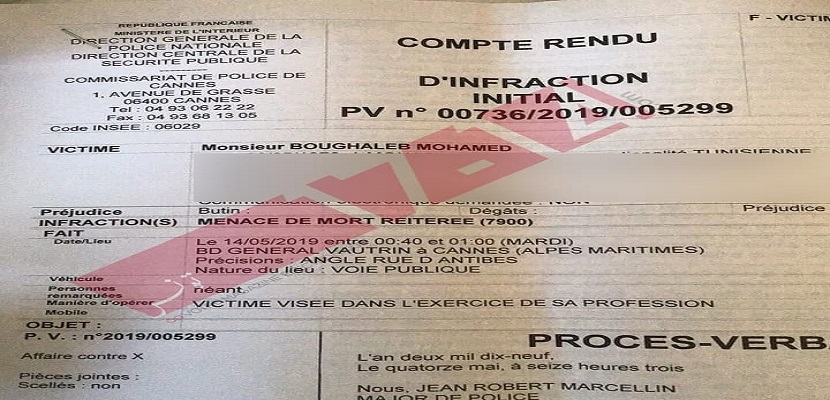 REPUBLIQUE FRANCAISE
MINISTERE DE L'INTERIEUR
DIRECTION GENERALE DE LA
POLICE NATIONALE
DIRECTION CENTRALE DE LA
SECURITE PUBLIQUE
COMMISSARIAT DE POLICE DE
CANNES
1, AVENUE DE GRASSE
06400 CANNES
Tel : 04 93 06 22 22
Fax : 04 93 68 13 05
Code INSEE : 06029
F - VICTIM
COMPTE RENDU
D'INFRACTION
INITIAL
PV n° 00736/2019/005299
VICTIME Monsieur BOUGHALEB MOHAMED
TUNISIENNE
Préjudice Butin : Dégâts : Préjudice
INFRACTION(S) MENACE DE MORT REITEREE (7900)
FAIT
Date/Lieu Le 14/05/2019 entre 00:40 et 01:00 (MARDI)
BD GENERAL VAUTRIN à CANNES (ALPES MARITIMES)
Précisions : ANGLE RUE D ANTIBES
Nature du lieu : VOIE PUBLIQUE
Véhicule
Personnes remarquées néant.
Manière d'opérer VICTIME VISEE DANS L'EXERCICE DE SA PROFESSION
Mobile
OBJET :
P. V. : n°2019/005299
Affaire contre X
Pièces jointes :
Scellés : non
PROCES-VERB
L'an deux mil dix-neuf,
Le quatorze mai, à seize heures trois
Nous, JEAN ROBERT MARCELLIN
MAJOR DE POLICE